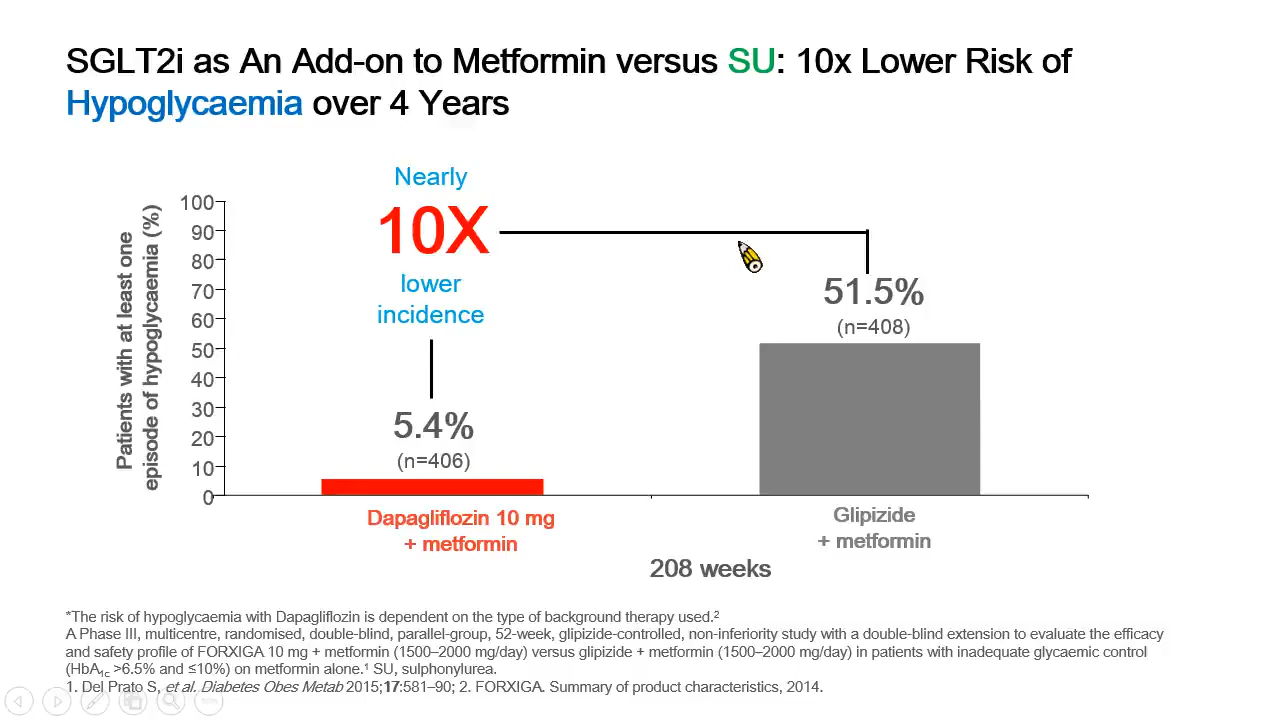 SGLT2i as An Add-on to Metformin versus SU: 10x Lower Risk of
Hypoglycaemia over 4 Years
Patients with at least one
episode of hypoglycaemia (%)
100
90
80
70
60
50
40
30
20
10
0
Nearly
10X
lower
incidence
5.4%
(n=406)
51.5%
(n=408)
Dapagliflozin 10 mg
+ metformin
Glipizide
+ metformin
208 weeks
*The risk of hypoglycaemia with Dapagliflozin is dependent on the type of background therapy used.²
A Phase III, multicentre, randomised, double-blind, parallel-group, 52-week, glipizide-controlled, non-inferiority study with a double-blind extension to evaluate the efficacy
and safety profile of FORXIGA 10 mg + metformin (1500–2000 mg/day) versus glipizide + metformin (1500–2000 mg/day) in patients with inadequate glycaemic control
(HbA1c >6.5% and ≤10%) on metformin alone.¹ SU, sulphonylurea.
1. Del Prato S, et al. Diabetes Obes Metab 2015;17:581–90; 2. FORXIGA. Summary of product characteristics, 2014.